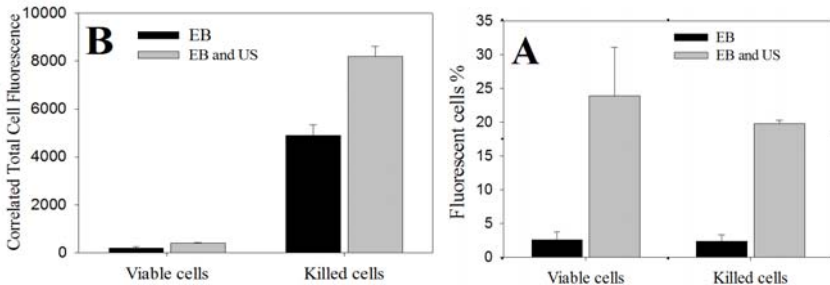 B
EB
EB and US
Correlated Total Cell Fluorescence
10000
8000
6000
4000
2000
0
Viable cells
Killed cells
A
EB
EB and US
Fluorescent cells %
35
30
25
20
15
10
5
0
Viable cells
Killed cells